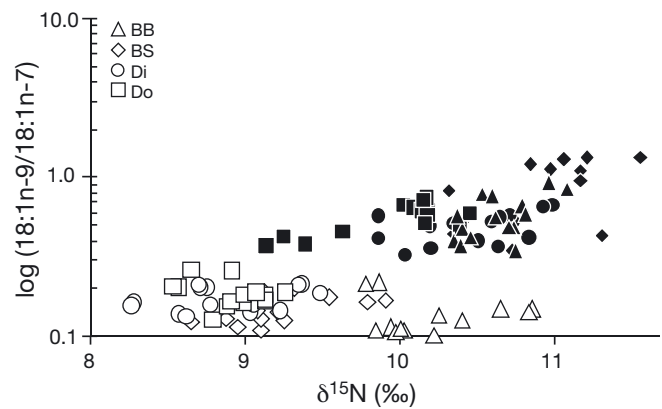 10.0
BB
BS
Di
Do
log (18:1n-9/18:1n-7)
1.0
0.1
8 9 10 11
δ¹⁵N (‰)